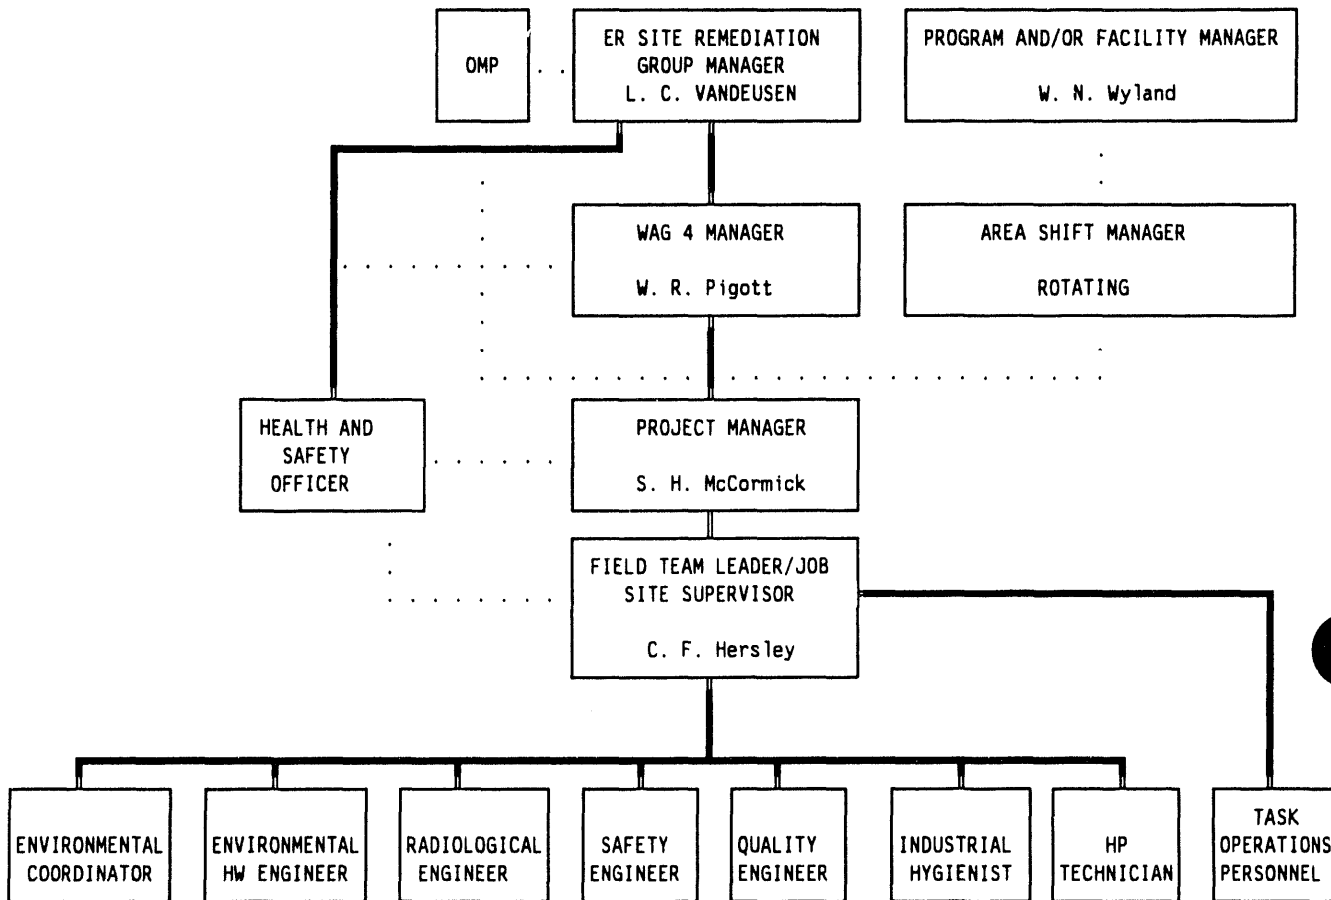 OMP
ER SITE REMEDIATION
GROUP MANAGER
L. C. VANDEUSEN
PROGRAM AND/OR FACILITY MANAGER
W. N. Wyland
WAG 4 MANAGER
W. R. Pigott
AREA SHIFT MANAGER
ROTATING
HEALTH AND
SAFETY
OFFICER
PROJECT MANAGER
S. H. McCormick
FIELD TEAM LEADER/JOB
SITE SUPERVISOR
C. F. Hersley
ENVIRONMENTAL
COORDINATOR
ENVIRONMENTAL
HW ENGINEER
RADIOLOGICAL
ENGINEER
SAFETY
ENGINEER
QUALITY
ENGINEER
INDUSTRIAL
HYGIENIST
HP
TECHNICIAN
TASK
OPERATIONS
PERSONNEL